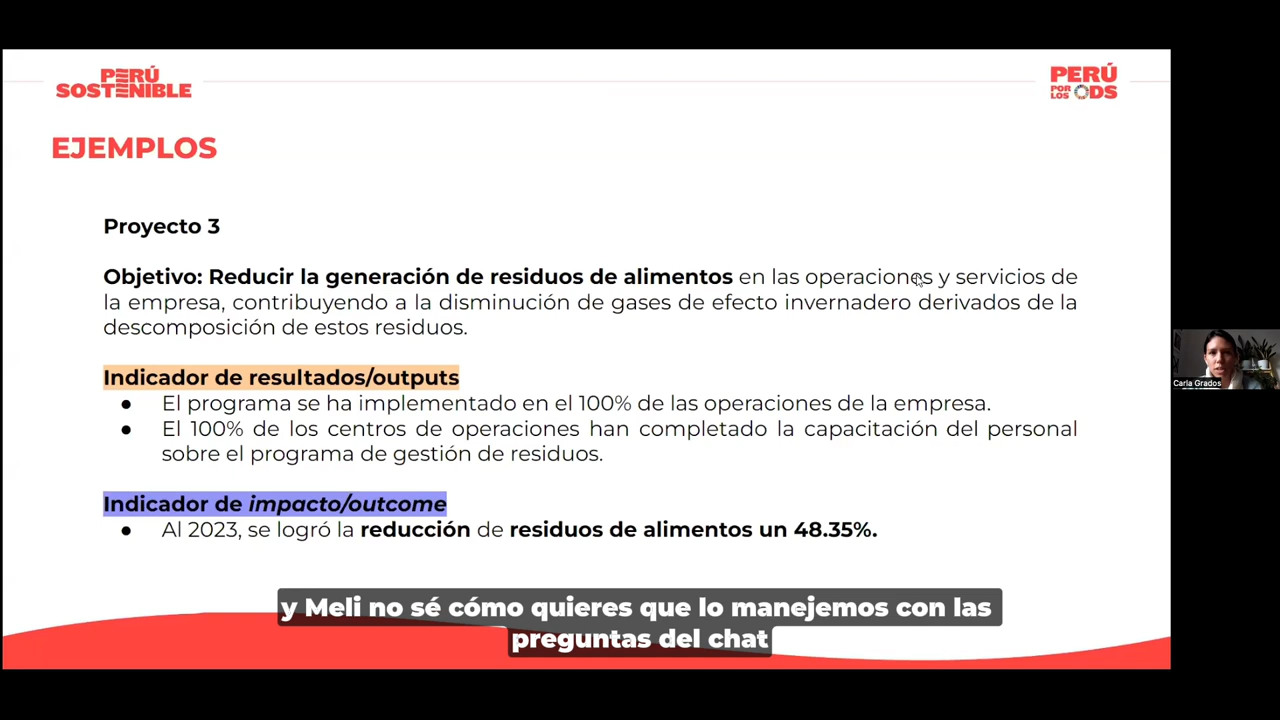 PERÚ
SOSTENIBLE
PERÚ
POR
LOS ODS
EJEMPLOS
Proyecto 3
Objetivo: Reducir la generación de residuos de alimentos en las operaciones y servicios de
la empresa, contribuyendo a la disminución de gases de efecto invernadero derivados de la
descomposición de estos residuos.
Indicador de resultados/outputs
● El programa se ha implementado en el 100% de las operaciones de la empresa.
● El 100% de los centros de operaciones han completado la capacitación del personal
sobre el programa de gestión de residuos.
Indicador de impacto/outcome
● Al 2023, se logró la reducción de residuos de alimentos un 48.35%.
Carla Grados
y Meli no sé cómo quieres que lo manejemos con las
preguntas del chat